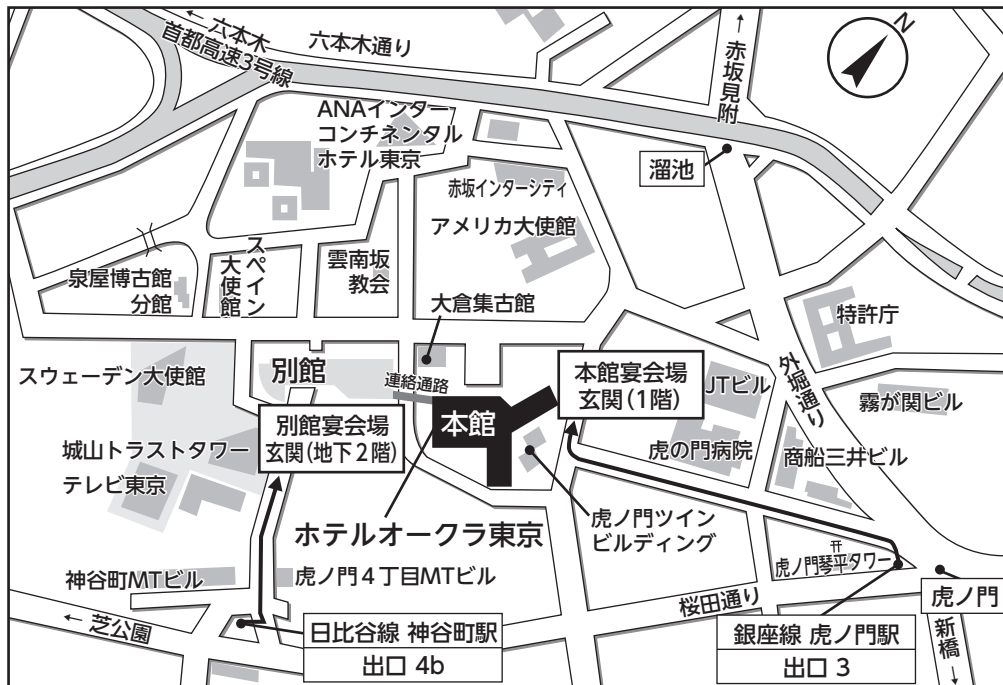 ← 六本木
首都高速3号線
六本木通り
↑ 赤坂見附
N
ANAインター
コンチネンタル
ホテル東京
溜池
赤坂インターシティ
アメリカ大使館
泉屋博古館
分館
スペイン
大使館
雲南坂
教会
大倉集古館
特許庁
外堀通り
スウェーデン大使館
別館
連絡通路
本館
本館宴会場
玄関(1階)
JTビル
霞が関ビル
別館宴会場
玄関(地下2階)
城山トラストタワー
テレビ東京
虎の門病院
商船三井ビル
ホテルオークラ東京
虎ノ門ツイン
ビルディング
虎ノ門琴平タワー
神谷町MTビル
虎ノ門4丁目MTビル
桜田通り
虎ノ門
← 芝公園
日比谷線 神谷町駅
出口 4b
銀座線 虎ノ門駅
出口 3
新橋 →